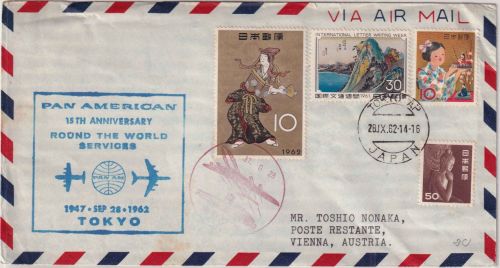 VIA AIR MAIL
日本郵便
10
1962
INTERNATIONAL LETTER WRITING WEEK
30
国際文通週間
日本郵便
10
TOKYO AP
28.IX.62.14-16
JAPAN
50
日本郵便
PAN AMERICAN
15TH ANNIVERSARY
ROUND THE WORLD
SERVICES
PAN AM
1947 - SEP 28 - 1962
TOKYO
MR. TOSHIO NONAKA,
POSTE RESTANTE,
VIENNA, AUSTRIA.